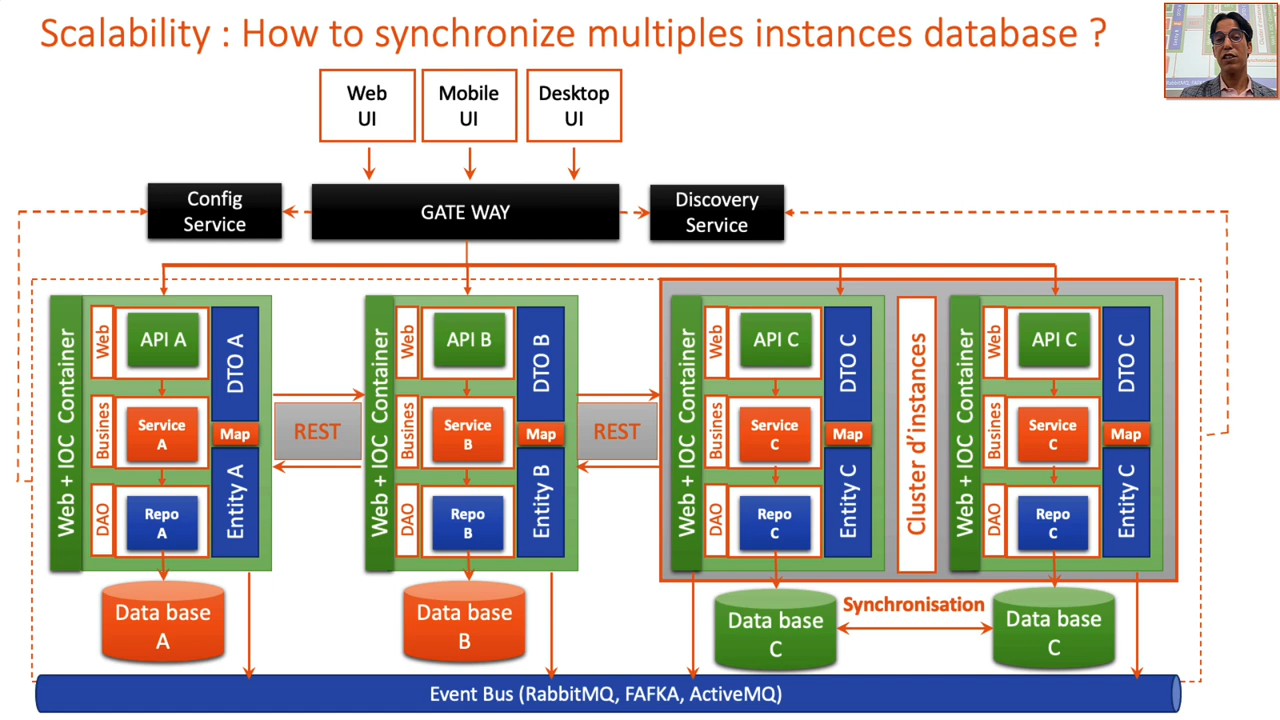 Scalability : How to synchronize multiples instances database ?
Web
UI
Mobile
UI
Desktop
UI
Config
Service
GATE WAY
Discovery
Service
Web + IOC Container
Web
API A
DTO A
Busines
Service
A
Map
DAO
Repo
A
Entity A
REST
Web + IOC Container
Web
API B
DTO B
Busines
Service
B
Map
DAO
Repo
B
Entity B
REST
Web + IOC Container
Web
API C
DTO C
Busines
Service
C
Map
DAO
Repo
C
Entity C
Cluster d'instances
Web + IOC Container
Web
API C
DTO C
Busines
Service
C
Map
DAO
Repo
C
Entity C
Data base
A
Data base
B
Data base
C
Synchronisation
Data base
C
Event Bus (RabbitMQ, FAFKA, ActiveMQ)